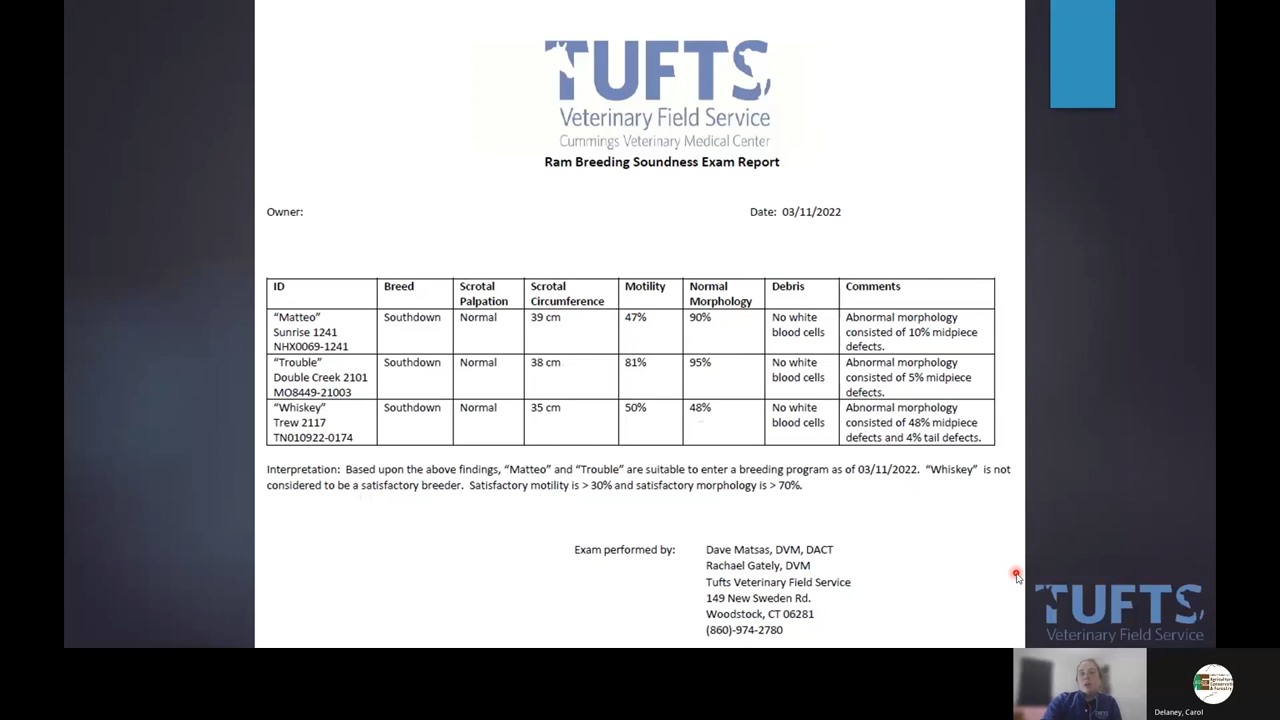 TUFTS
Veterinary Field Service
Cummings Veterinary Medical Center
Ram Breeding Soundness Exam Report
Owner: Date: 03/11/2022
ID Breed Scrotal Palpation Scrotal Circumference Motility Normal Morphology Debris Comments
"Matteo" Southdown Normal 39 cm 47% 90% No white Abnormal morphology
Sunrise 1241 blood cells consisted of 10% midpiece
NHX0069-1241 defects.
"Trouble" Southdown Normal 38 cm 81% 95% No white Abnormal morphology
Double Creek 2101 blood cells consisted of 5% midpiece
MO8449-21003 defects.
"Whiskey" Southdown Normal 35 cm 50% 48% No white Abnormal morphology
Trew 2117 blood cells consisted of 48% midpiece
TN010922-0174 defects and 4% tail defects.
Interpretation: Based upon the above findings, "Matteo" and "Trouble" are suitable to enter a breeding program as of 03/11/2022. "Whiskey" is not
considered to be a satisfactory breeder. Satisfactory motility is > 30% and satisfactory morphology is > 70%.
Exam performed by: Dave Matsas, DVM, DACT
Rachael Gately, DVM
Tufts Veterinary Field Service
149 New Sweden Rd.
Woodstock, CT 06281
(860)-974-2780
TUFTS
Veterinary Field Service
Delaney, Carol